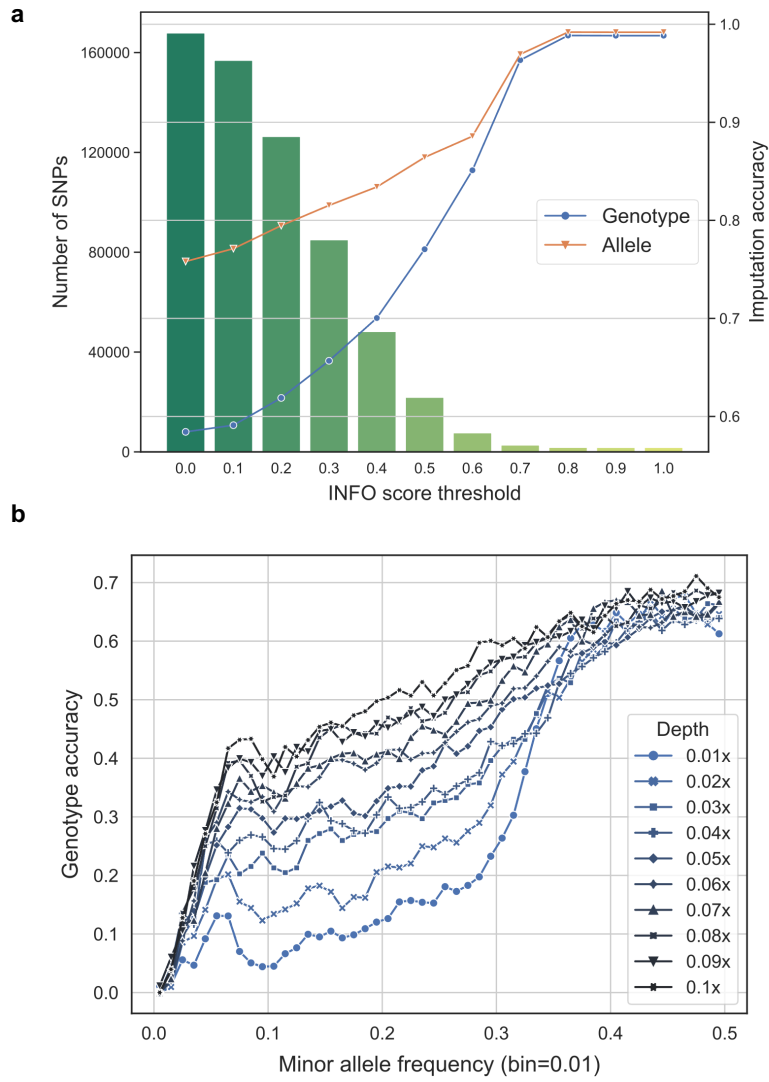 a
160000
120000
80000
40000
0
Number of SNPs
1.0
0.9
0.8
0.7
0.6
Imputation accuracy
Genotype
Allele
0.0 0.1 0.2 0.3 0.4 0.5 0.6 0.7 0.8 0.9 1.0
INFO score threshold
b
0.7
0.6
0.5
0.4
0.3
0.2
0.1
0.0
Genotype accuracy
Depth
0.01x
0.02x
0.03x
0.04x
0.05x
0.06x
0.07x
0.08x
0.09x
0.1x
0.0 0.1 0.2 0.3 0.4 0.5
Minor allele frequency (bin=0.01)